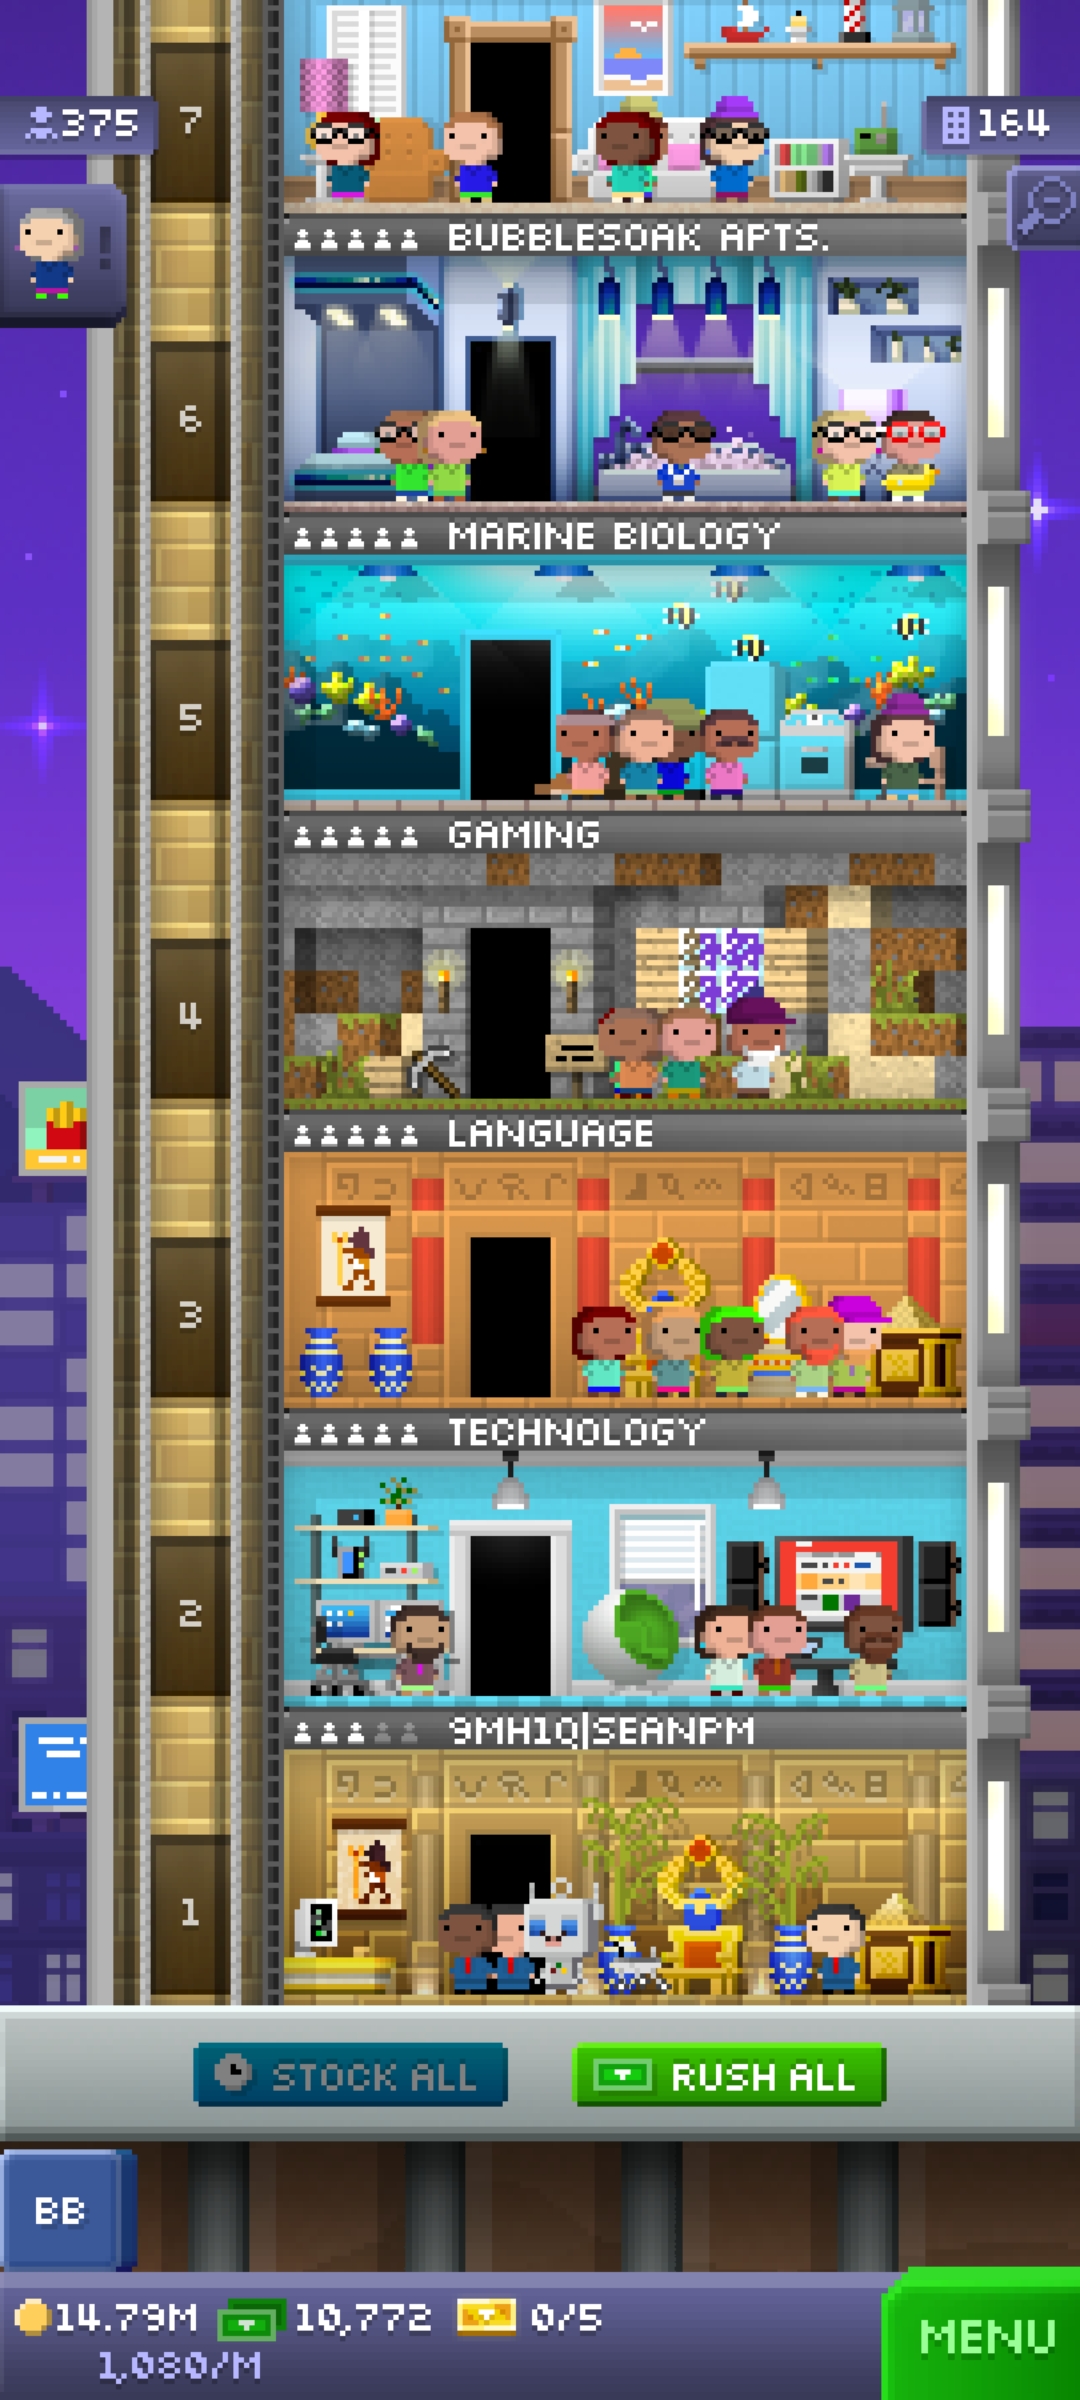 7
375
164
!
BUBBLESOAK APTS.
6
MARINE BIOLOGY
5
GAMING
4
LANGUAGE
3
TECHNOLOGY
2
9MH1Q|SEANPM
1
STOCK ALL
RUSH ALL
BB
14.79M 10,772 0/5
1,080/M
MENU